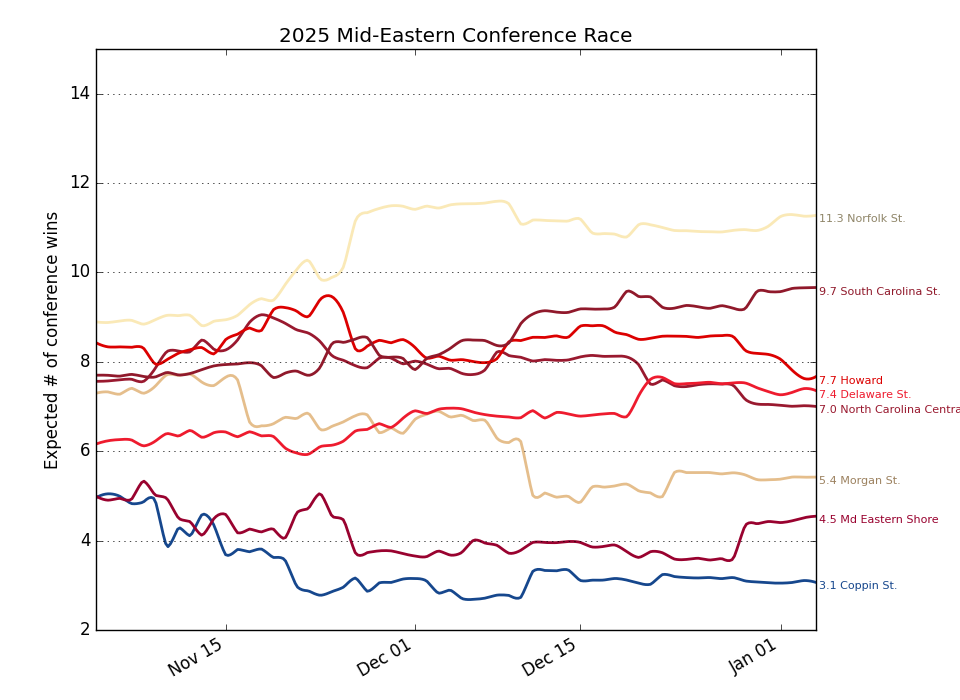 2025 Mid-Eastern Conference Race
Expected # of conference wins
14
12
10
8
6
4
2
11.3 Norfolk St.
9.7 South Carolina St.
7.7 Howard
7.4 Delaware St.
7.0 North Carolina Centra
5.4 Morgan St.
4.5 Md Eastern Shore
3.1 Coppin St.
Nov 15
Dec 01
Dec 15
Jan 01